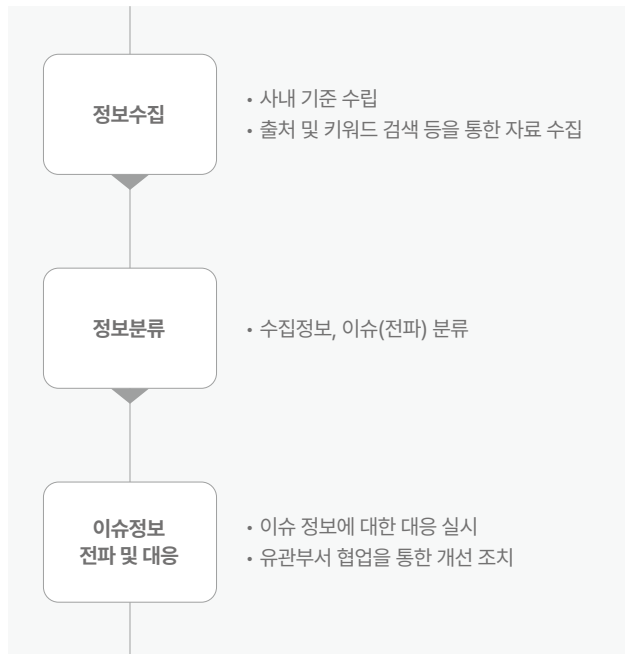 정보수집
• 사내 기준 수립
• 출처 및 키워드 검색 등을 통한 자료 수집
정보분류
• 수집정보, 이슈(전파) 분류
이슈정보
전파 및 대응
• 이슈 정보에 대한 대응 실시
• 유관부서 협업을 통한 개선 조치